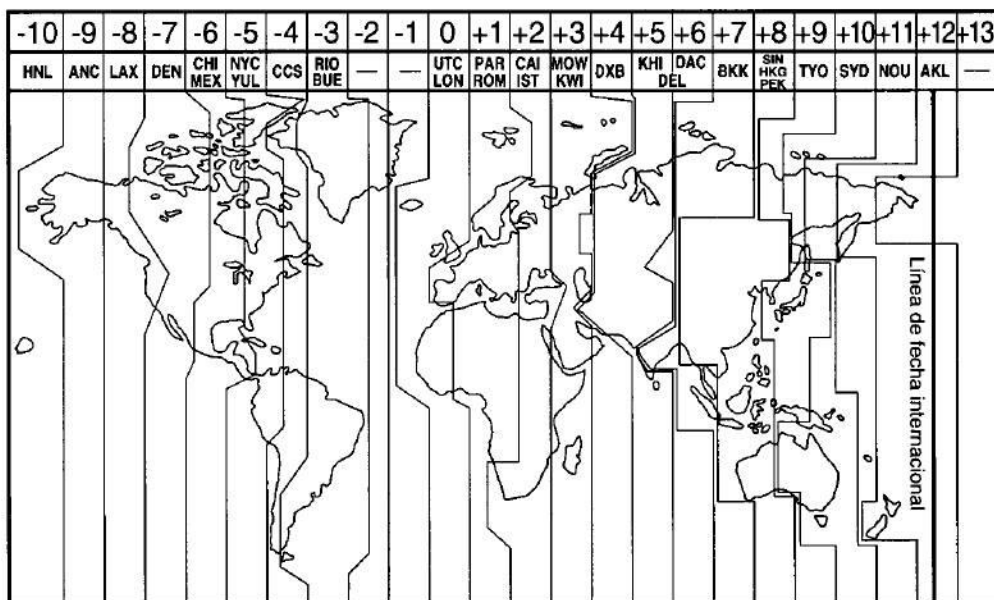 -10 -9 -8 -7 -6 -5 -4 -3 -2 -1 0 +1 +2 +3 +4 +5 +6 +7 +8 +9 +10 +11 +12 +13
HNL ANC LAX DEN CHI MEX NYC YUL CCS RIO BUE — — UTC LON PAR ROM CAI IST MOW KWI DXB KHI DEL DAC BKK SIN HKG PEK TYO SYD NOU AKL —
Línea de fecha internacional